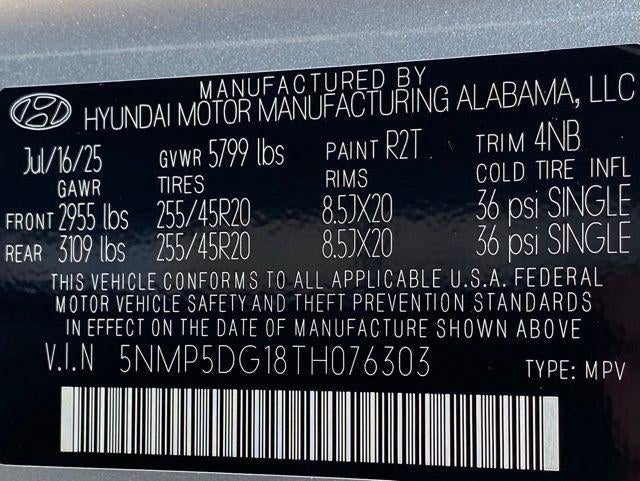 MANUFACTURED BY
HYUNDAI MOTOR MANUFACTURING ALABAMA, LLC
Jul/16/25 GVWR 5799 lbs PAINT R2T TRIM 4NB
GAWR TIRES RIMS COLD TIRE INFL
FRONT 2955 lbs 255/45R20 8.5JX20 36 psi SINGLE
REAR 3109 lbs 255/45R20 8.5JX20 36 psi SINGLE
THIS VEHICLE CONFORMS TO ALL APPLICABLE U.S.A. FEDERAL
MOTOR VEHICLE SAFETY AND THEFT PREVENTION STANDARDS
IN EFFECT ON THE DATE OF MANUFACTURE SHOWN ABOVE
V.I.N 5NMP5DG18TH076303 TYPE: MPV